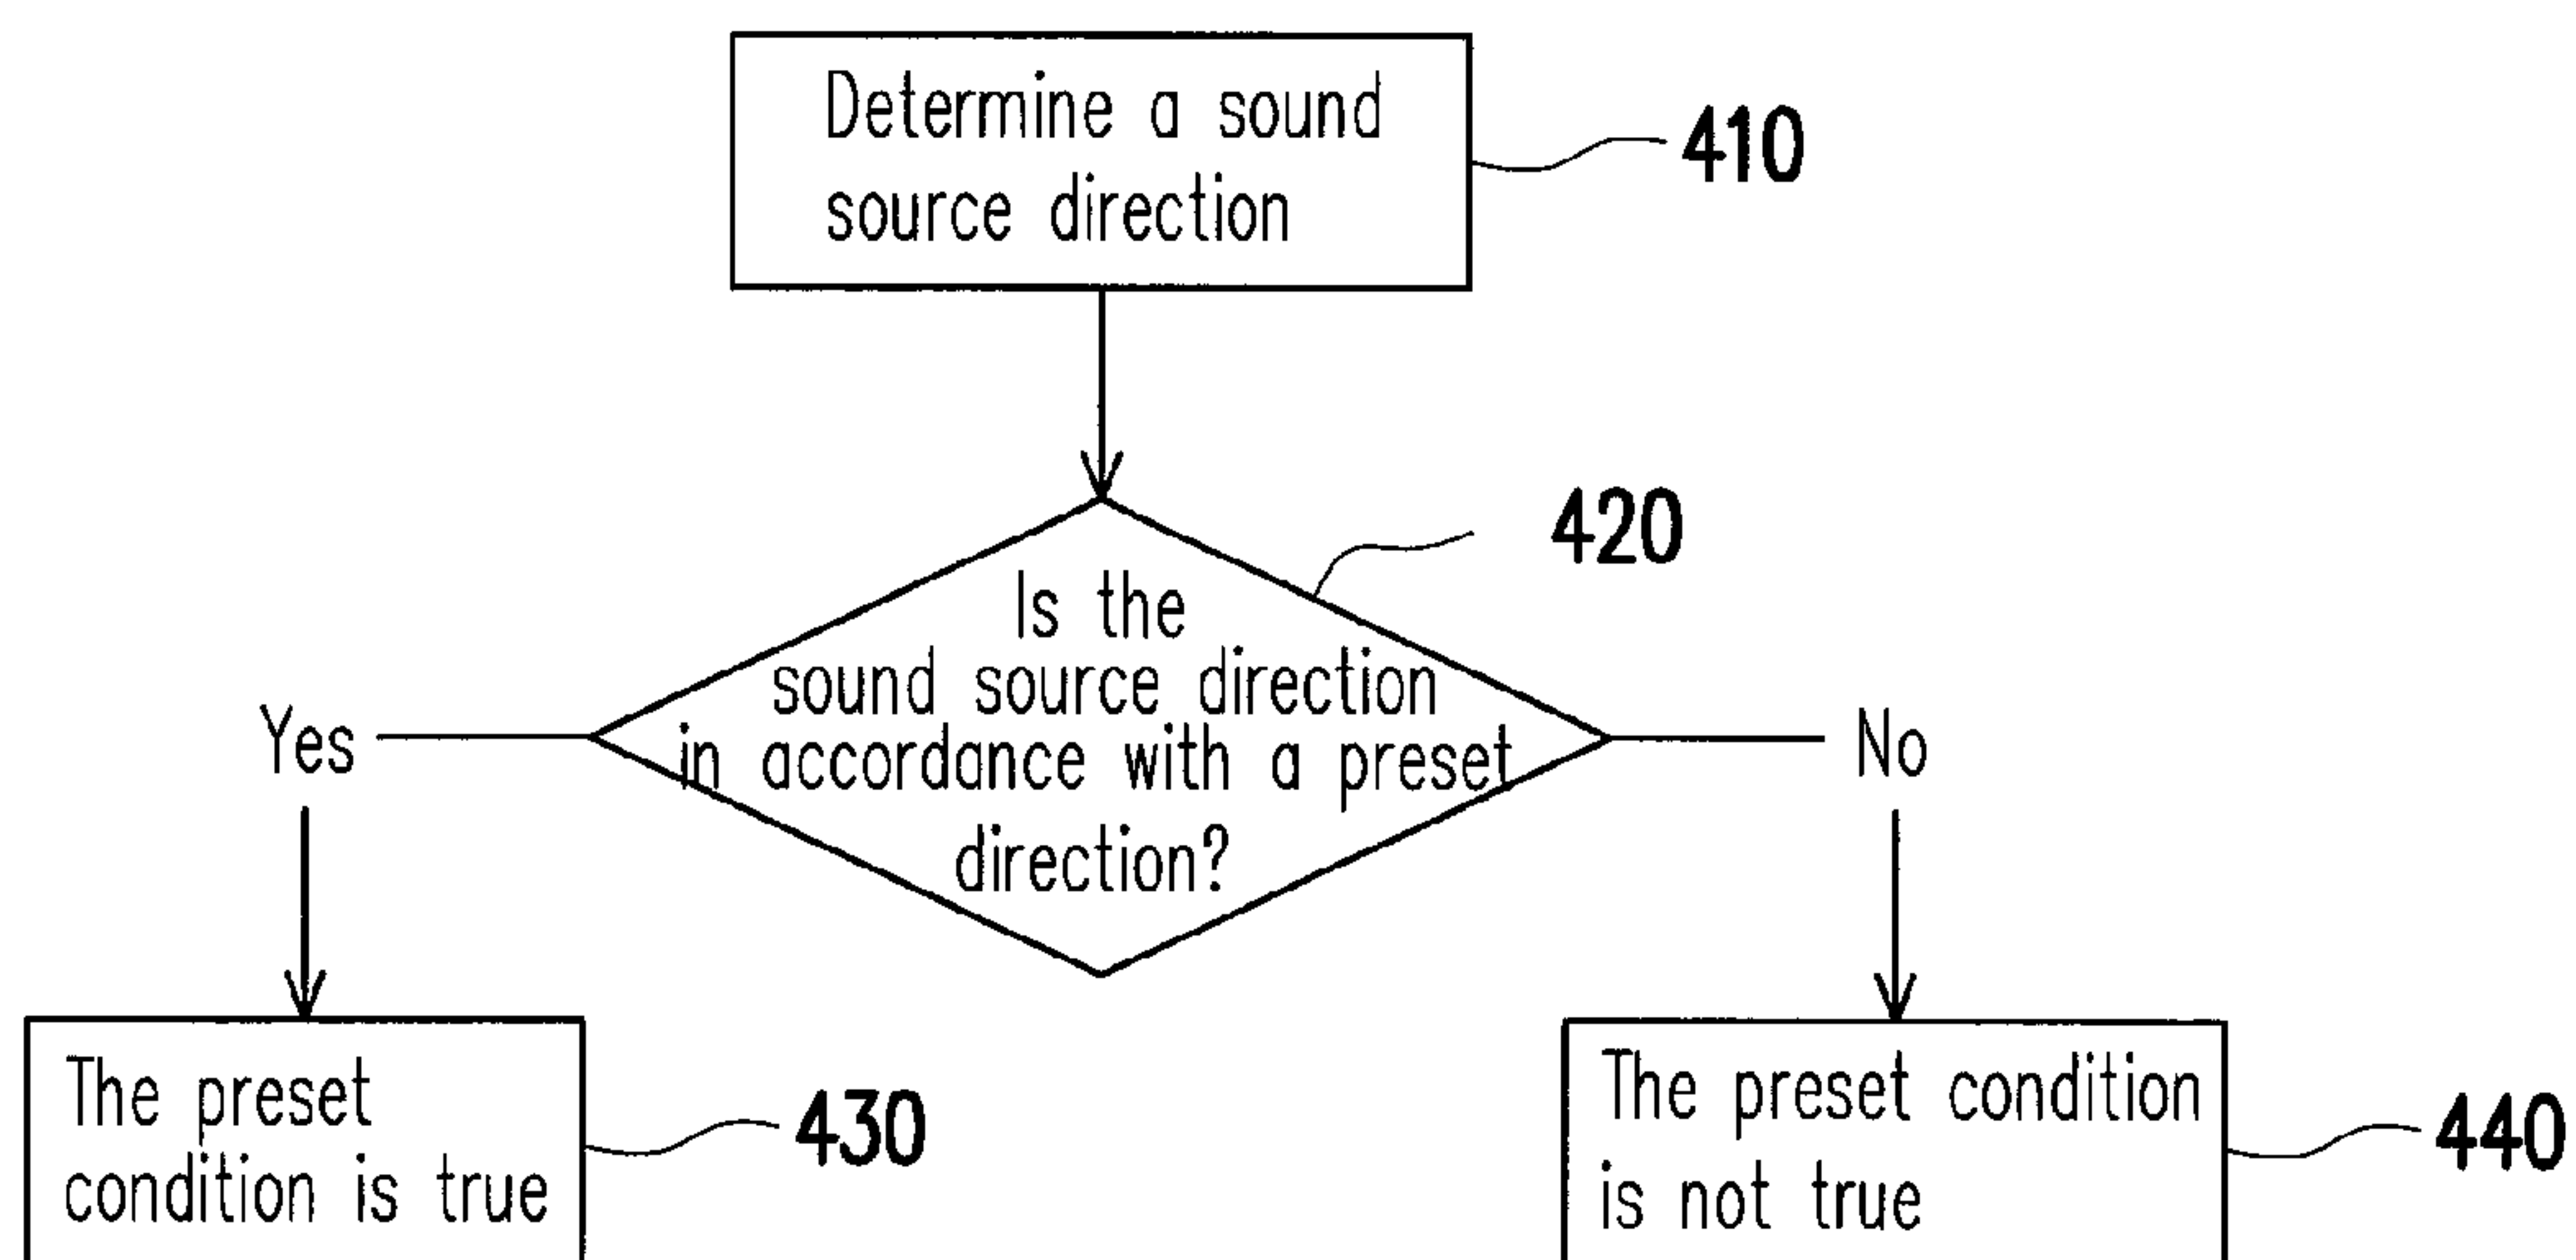 Determine a sound
source direction
410
420
Is the
sound source direction
in accordance with a preset
direction?
Yes
No
The preset
condition is true
430
The preset condition
is not true
440